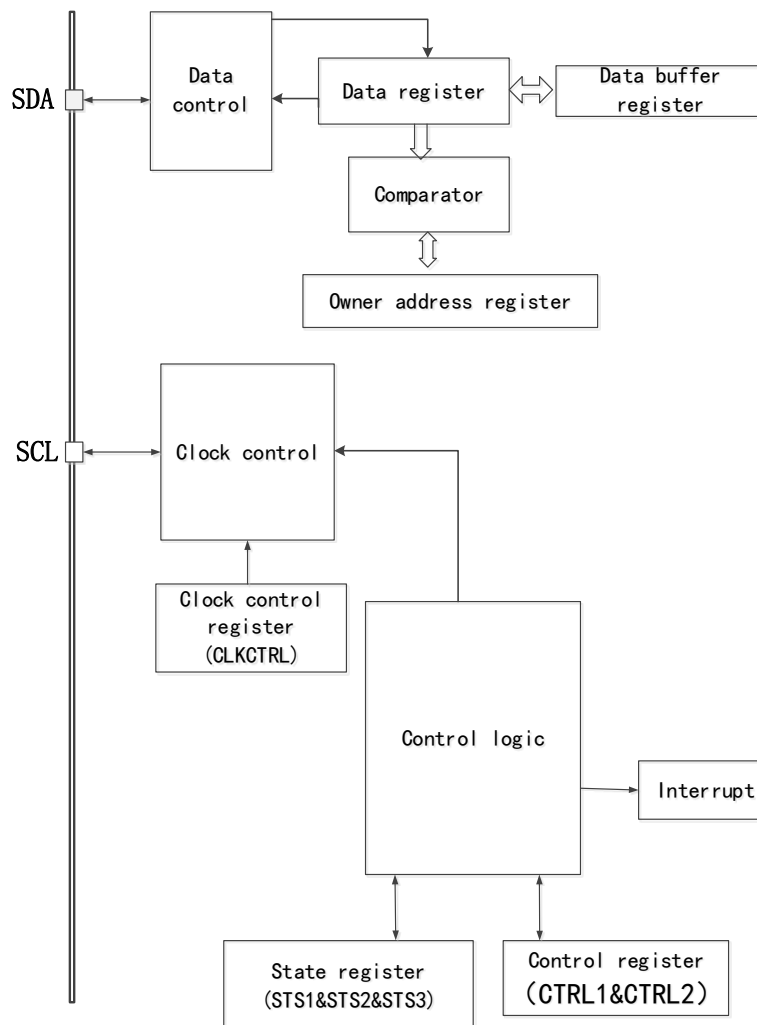 SDA
Data
control
Data register
Data buffer
register
Comparator
Owner address register
SCL
Clock control
Clock control
register
(CLKCTRL)
Control logic
Interrupt
State register
(STS1&STS2&STS3)
Control register
(CTRL1&CTRL2)